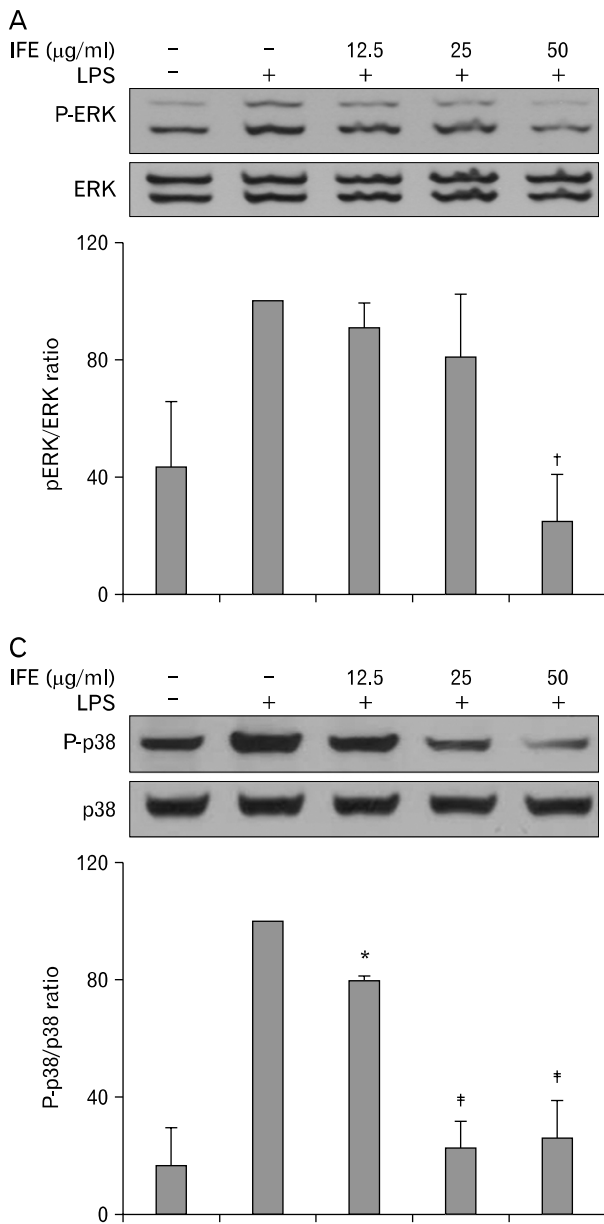 A
IFE (μg/ml) – – 12.5 25 50
LPS – + + + +
P-ERK
ERK
120
80
40
0
pERK/ERK ratio
†
C
IFE (μg/ml) – – 12.5 25 50
LPS – + + + +
P-p38
p38
120
80
40
0
P-p38/p38 ratio
*
‡
‡